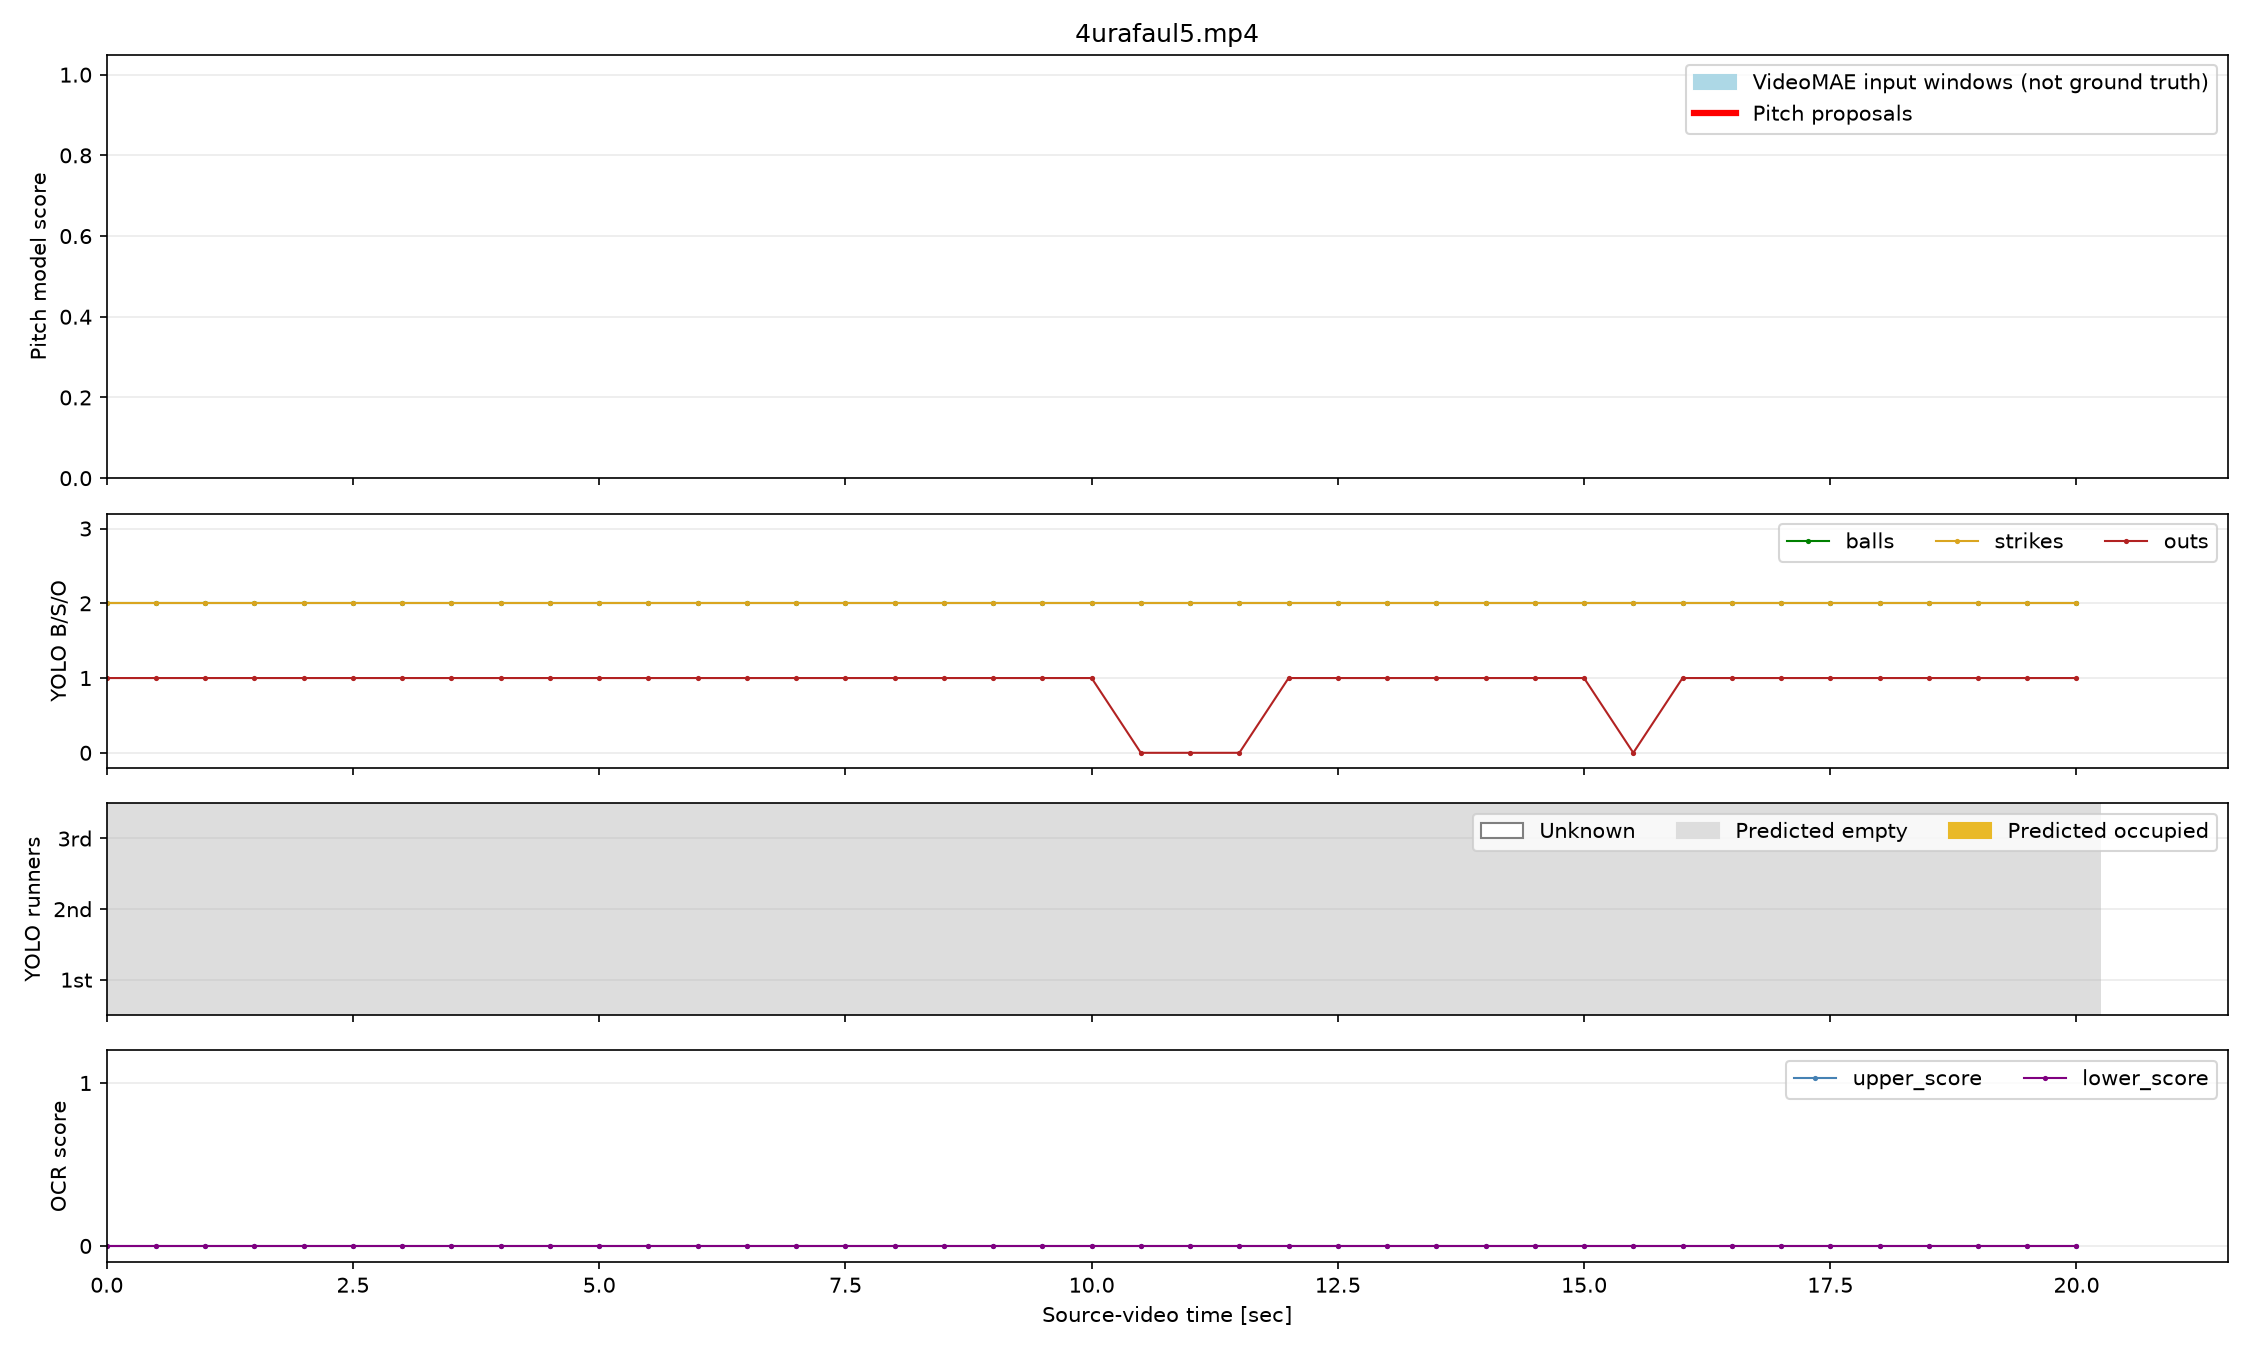 4urafaul5.mp4
1.0
0.8
0.6
0.4
0.2
0.0
Pitch model score
VideoMAE input windows (not ground truth)
Pitch proposals
3
2
1
0
YOLO B/S/O
balls strikes outs
3rd
2nd
1st
YOLO runners
Unknown Predicted empty Predicted occupied
1
0
OCR score
upper_score lower_score
0.0 2.5 5.0 7.5 10.0 12.5 15.0 17.5 20.0
Source-video time [sec]